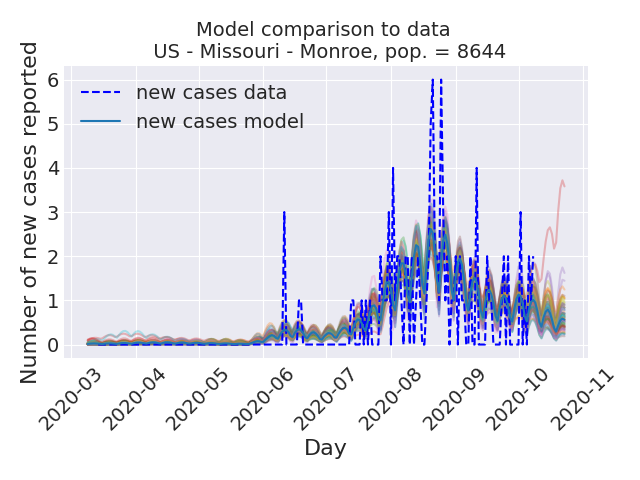 Model comparison to data
US - Missouri - Monroe, pop. = 8644
Number of new cases reported
6
5
4
3
2
1
0
new cases data
new cases model
2020-03
2020-04
2020-05
2020-06
2020-07
2020-08
2020-09
2020-10
2020-11
Day